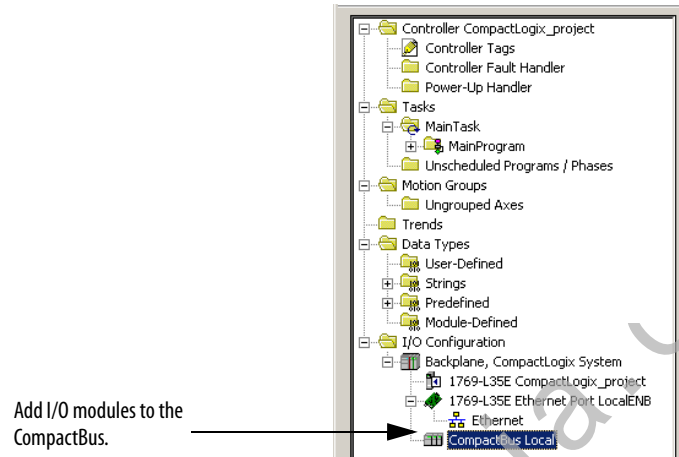 Controller CompactLogix_project
Controller Tags
Controller Fault Handler
Power-Up Handler
Tasks
MainTask
MainProgram
Unscheduled Programs / Phases
Motion Groups
Ungrouped Axes
Trends
Data Types
User-Defined
Strings
Predefined
Module-Defined
I/O Configuration
Backplane, CompactLogix System
1769-L35E CompactLogix_project
1769-L35E Ethernet Port LocalENB
Ethernet
CompactBus Local
Add I/O modules to the
CompactBus.